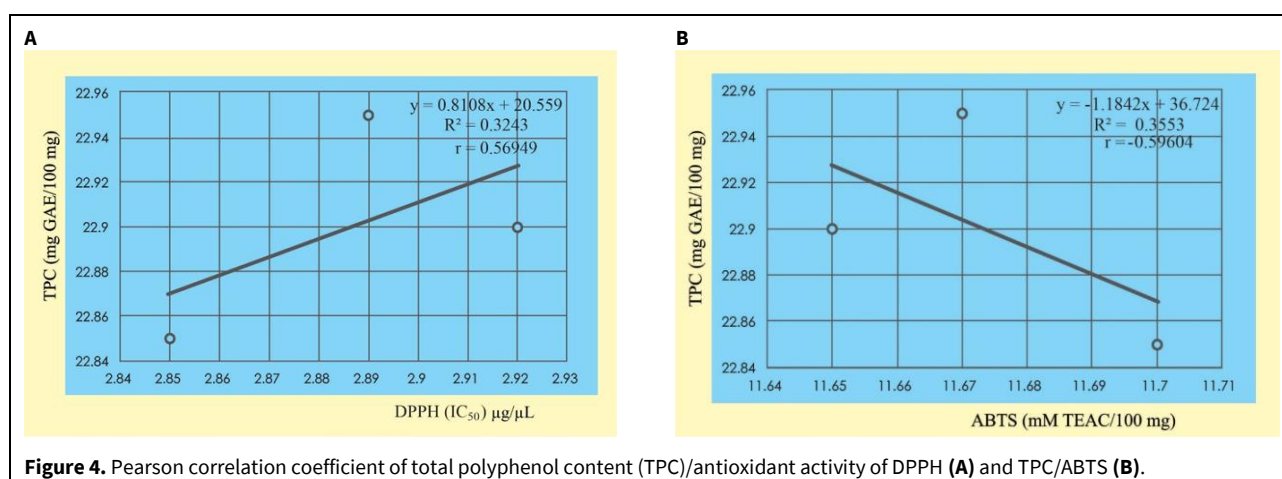 A
B
22.96
22.94
22.92
22.9
22.88
22.86
22.84
2.84 2.85 2.86 2.87 2.88 2.89 2.9 2.91 2.92 2.93
TPC (mg GAE/100 mg)
DPPH (IC₅₀) µg/µL
y = 0.8108x + 20.559
R² = 0.3243
r = 0.56949
22.96
22.94
22.92
22.9
22.88
22.86
22.84
11.64 11.65 11.66 11.67 11.68 11.69 11.7 11.71
TPC (mg GAE/100 mg)
ABTS (mM TEAC/100 mg)
y = -1.1842x + 36.724
R² = 0.3553
r = -0.59604
Figure 4. Pearson correlation coefficient of total polyphenol content (TPC)/antioxidant activity of DPPH (A) and TPC/ABTS (B).